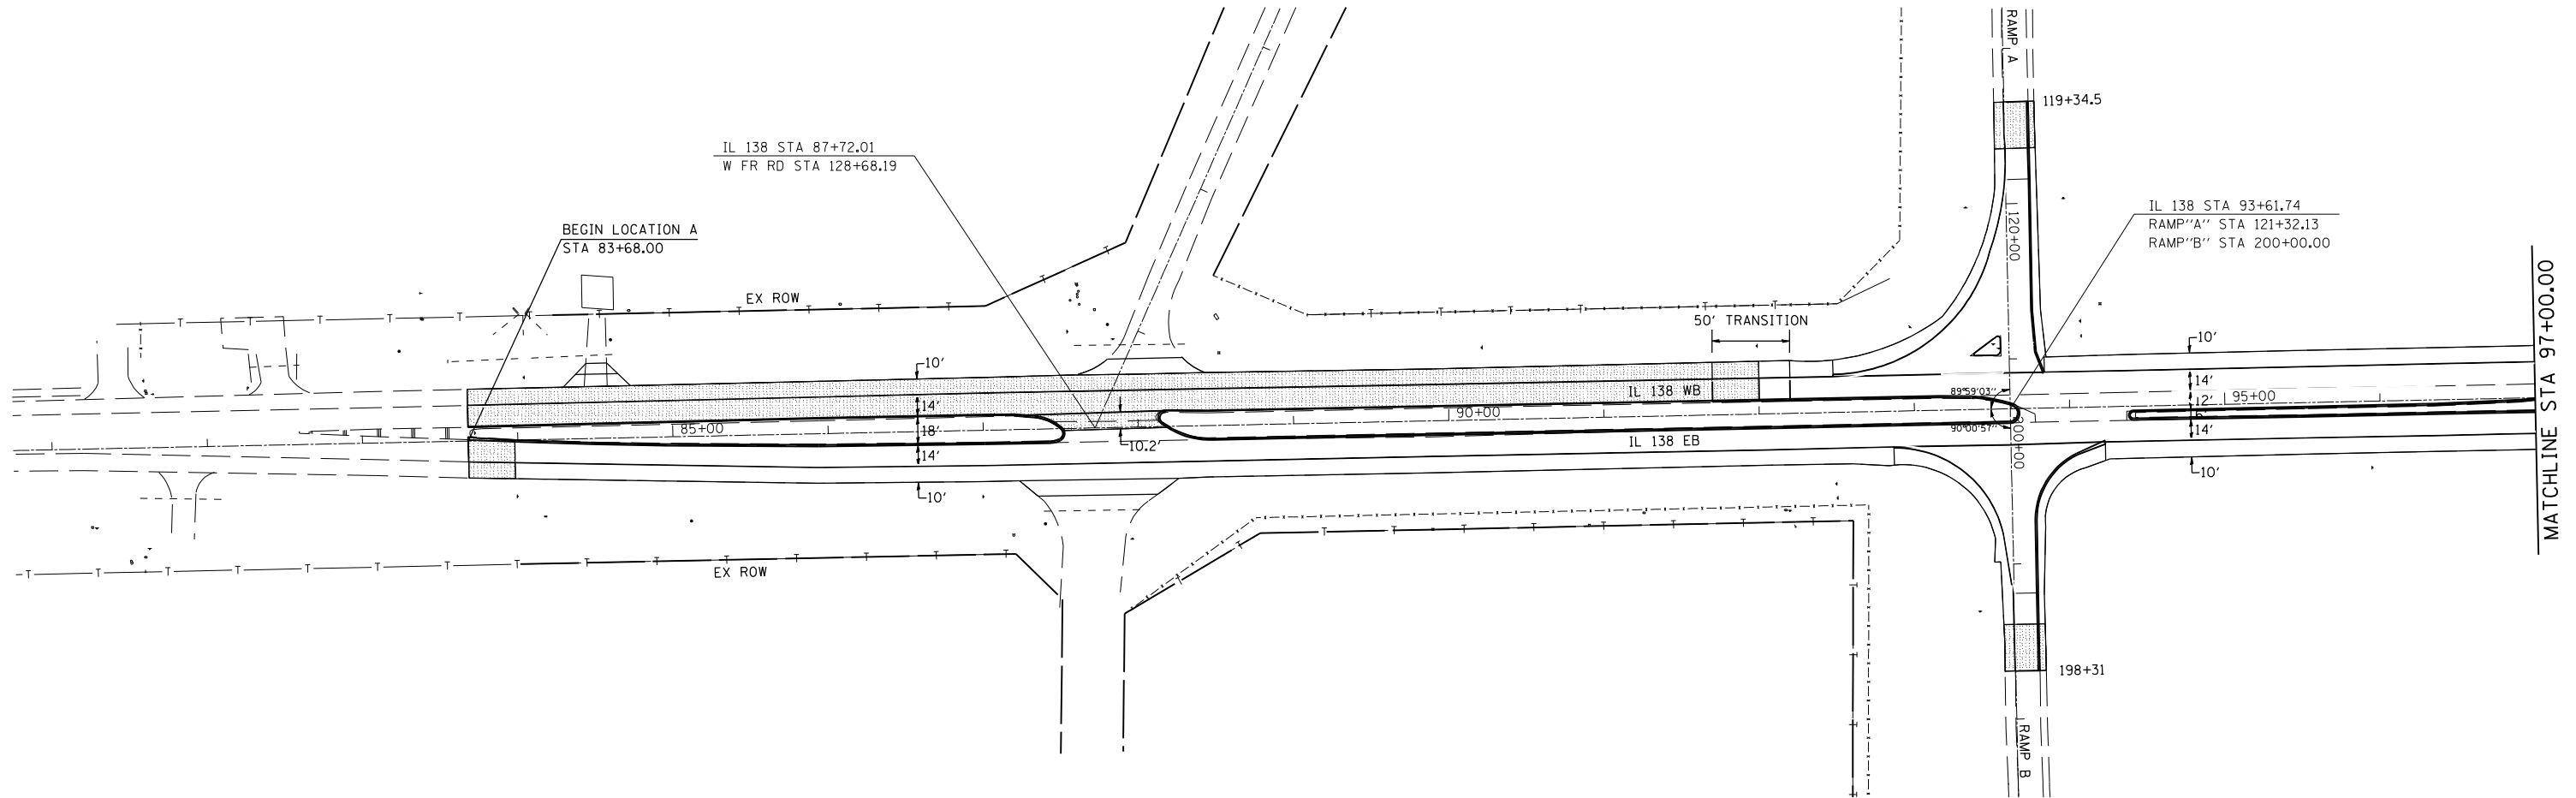 RAMP A
119+34.5
IL 138 STA 87+72.01
W FR RD STA 128+68.19
BEGIN LOCATION A
STA 83+68.00
IL 138 STA 93+61.74
RAMP"A" STA 121+32.13
RAMP"B" STA 200+00.00
120+00
EX ROW
50' TRANSITION
MATCHLINE STA 97+00.00
10'
10'
14'
18'
14'
10'
85+00
10.2'
IL 138 WB
90+00
IL 138 EB
89°59'03"
90°00'57"
200+00
14'
12'
95+00
6'
14'
10'
EX ROW
198+31
RAMP B